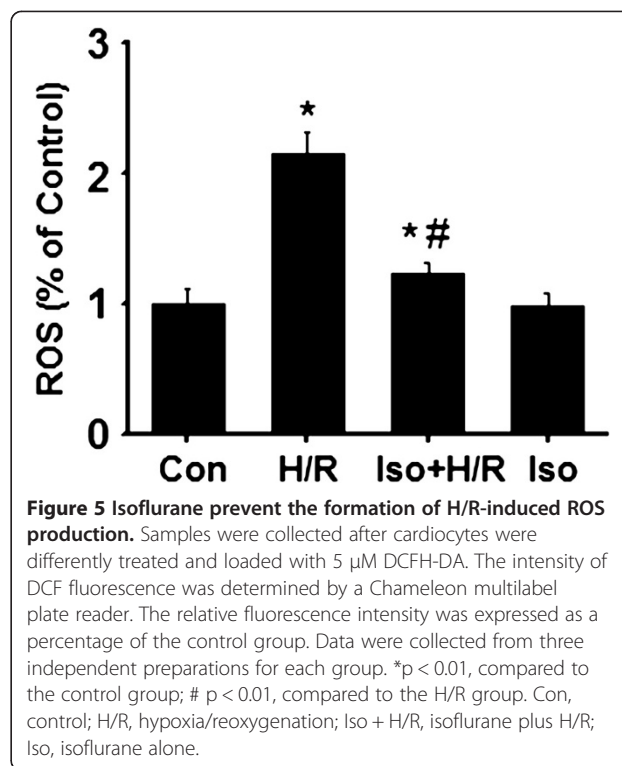 ROS (% of Control)
3
2
1
0
*
*#
Con H/R Iso+H/R Iso
Figure 5 Isoflurane prevent the formation of H/R-induced ROS
production. Samples were collected after cardiocytes were
differently treated and loaded with 5 μM DCFH-DA. The intensity of
DCF fluorescence was determined by a Chameleon multilabel
plate reader. The relative fluorescence intensity was expressed as a
percentage of the control group. Data were collected from three
independent preparations for each group. *p < 0.01, compared to
the control group; # p < 0.01, compared to the H/R group. Con,
control; H/R, hypoxia/reoxygenation; Iso + H/R, isoflurane plus H/R;
Iso, isoflurane alone.